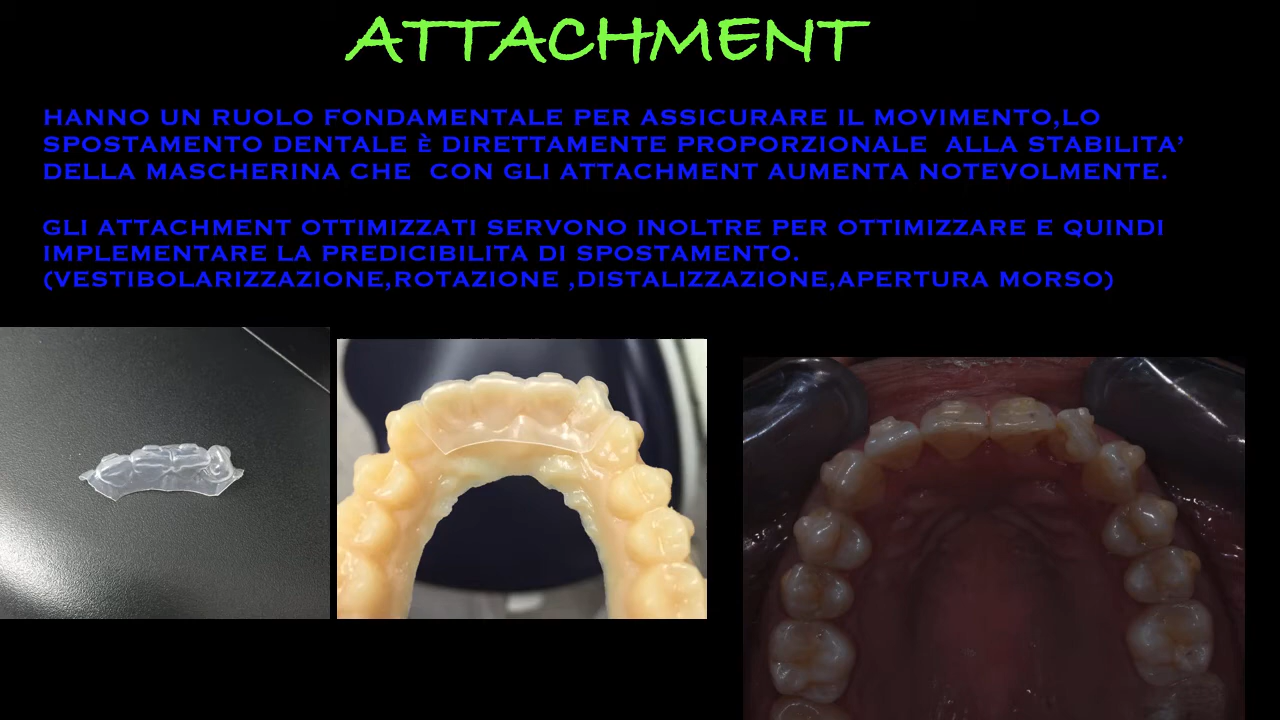 ATTACHMENT
HANNO UN RUOLO FONDAMENTALE PER ASSICURARE IL MOVIMENTO,LO
SPOSTAMENTO DENTALE È DIRETTAMENTE PROPORZIONALE  ALLA STABILITA’
DELLA MASCHERINA CHE  CON GLI ATTACHMENT AUMENTA NOTEVOLMENTE.
GLI ATTACHMENT OTTIMIZZATI SERVONO INOLTRE PER OTTIMIZZARE E QUINDI
IMPLEMENTARE LA PREDICIBILITA DI SPOSTAMENTO.
(VESTIBOLARIZZAZIONE,ROTAZIONE ,DISTALIZZAZIONE,APERTURA MORSO)